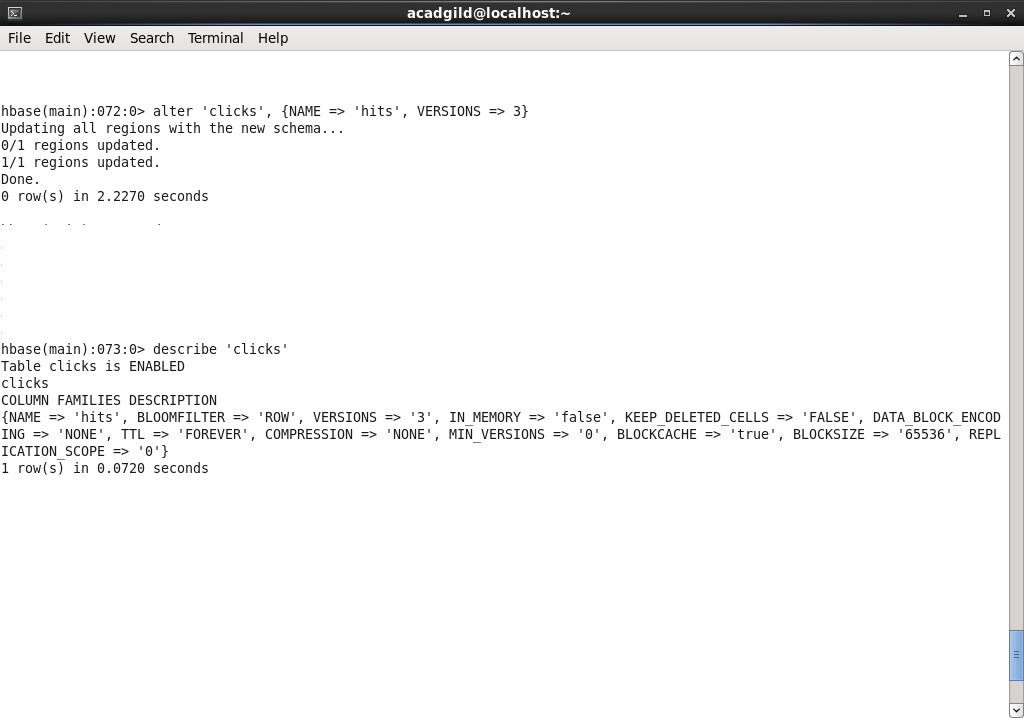 acadgild@localhost:~
File Edit View Search Terminal Help
hbase(main):072:0> alter 'clicks', {NAME => 'hits', VERSIONS => 3}
Updating all regions with the new schema...
0/1 regions updated.
1/1 regions updated.
Done.
0 row(s) in 2.2270 seconds
hbase(main):073:0> describe 'clicks'
Table clicks is ENABLED
clicks
COLUMN FAMILIES DESCRIPTION
{NAME => 'hits', BLOOMFILTER => 'ROW', VERSIONS => '3', IN_MEMORY => 'false', KEEP_DELETED_CELLS => 'FALSE', DATA_BLOCK_ENCOD
ING => 'NONE', TTL => 'FOREVER', COMPRESSION => 'NONE', MIN_VERSIONS => '0', BLOCKCACHE => 'true', BLOCKSIZE => '65536', REPL
ICATION_SCOPE => '0'}
1 row(s) in 0.0720 seconds